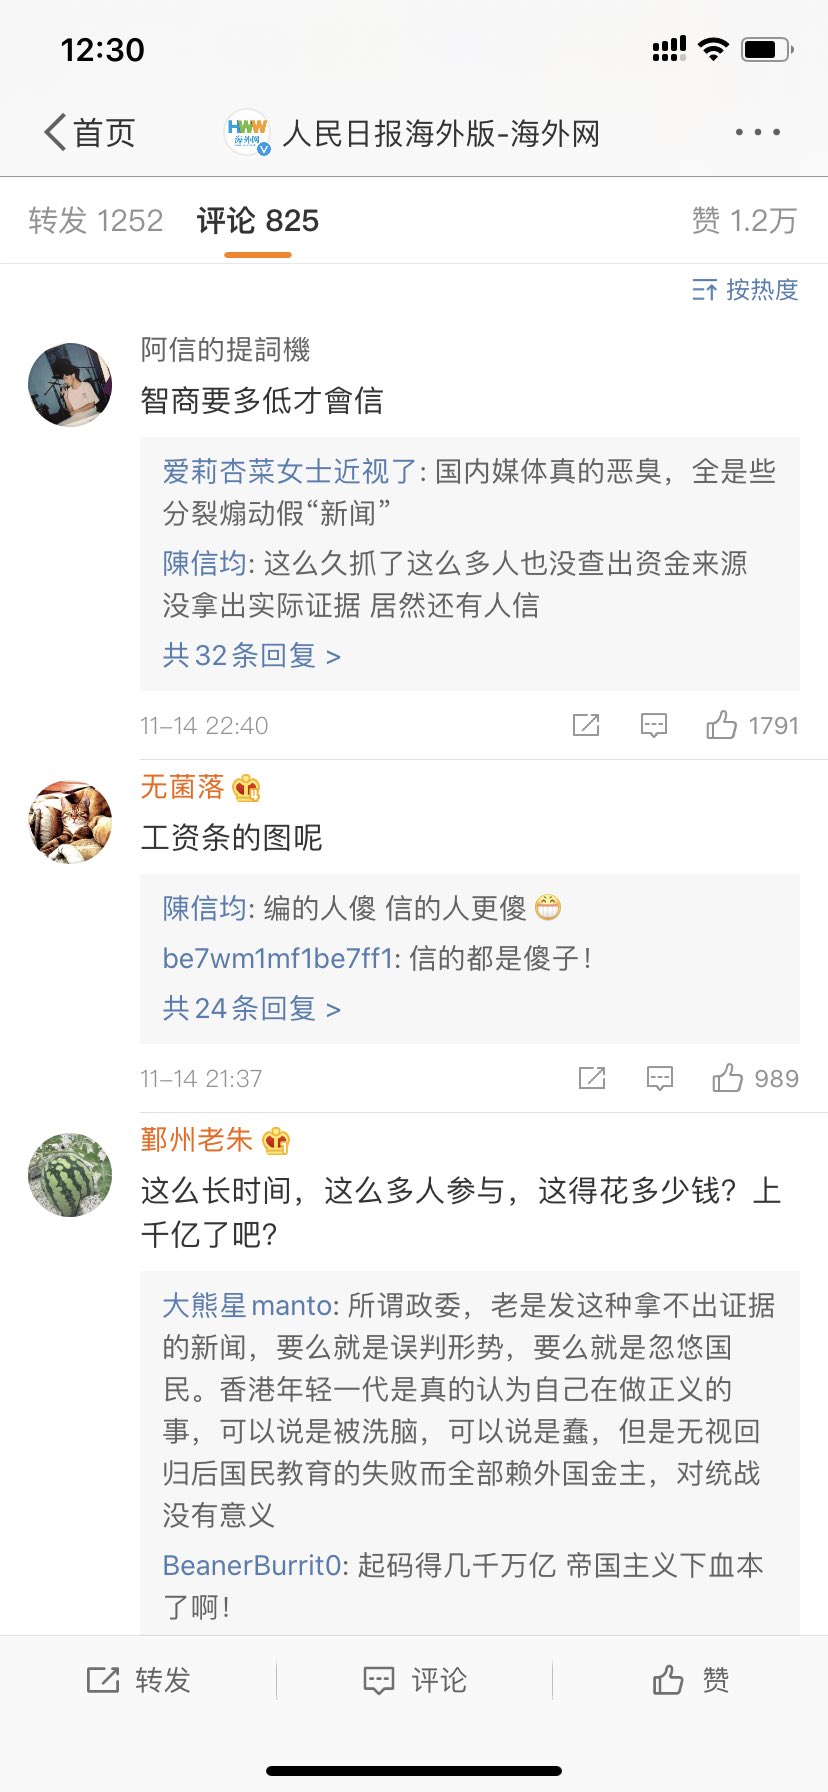 12:30
首页
HWW
海外网
人民日报海外版-海外网
转发 1252
评论 825
赞 1.2万
按热度
阿信的提詞機
智商要多低才會信
爱莉杏菜女士近视了: 国内媒体真的恶臭，全是些
分裂煽动假“新闻”
陳信均: 这么久抓了这么多人也没查出资金来源
没拿出实际证据 居然还有人信
共32条回复 >
11-14 22:40
1791
无菌落
工资条的图呢
陳信均: 编的人傻 信的人更傻
be7wm1mf1be7ff1: 信的都是傻子！
共24条回复 >
11-14 21:37
989
鄞州老朱
这么长时间，这么多人参与，这得花多少钱？上
千亿了吧？
大熊星manto: 所谓政委，老是发这种拿不出证据
的新闻，要么就是误判形势，要么就是忽悠国
民。香港年轻一代是真的认为自己在做正义的
事，可以说是被洗脑，可以说是蠢，但是无视回
归后国民教育的失败而全部赖外国金主，对统战
没有意义
BeanerBurrit0: 起码得几千万亿 帝国主义下血本
了啊！
转发
评论
赞